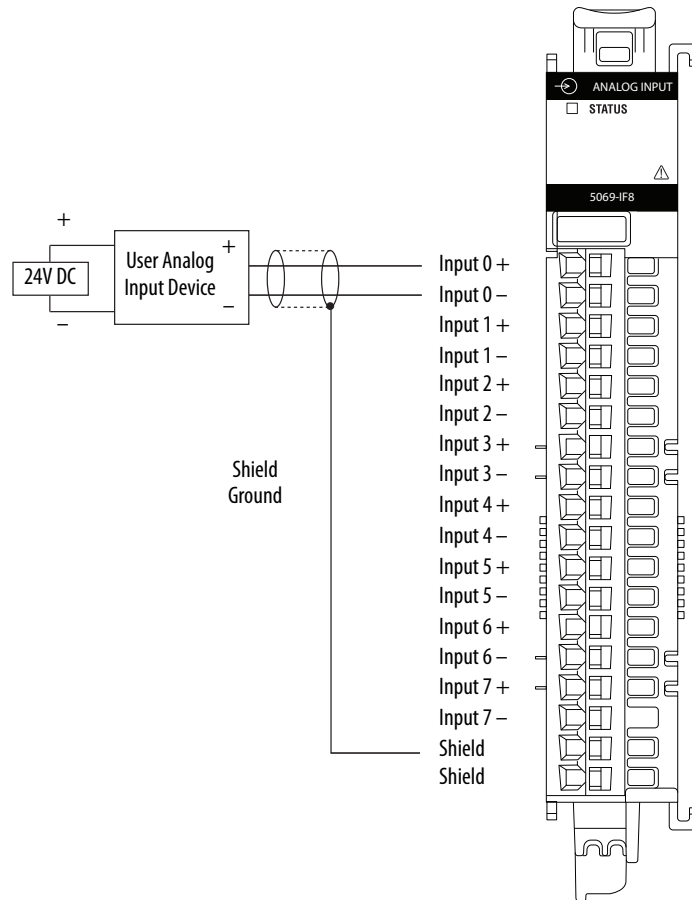 ANALOG INPUT
STATUS
5069-IF8
+
24V DC
–
User Analog
Input Device
+
–
Shield
Ground
Input 0 +
Input 0 –
Input 1 +
Input 1 –
Input 2 +
Input 2 –
Input 3 +
Input 3 –
Input 4 +
Input 4 –
Input 5 +
Input 5 –
Input 6 +
Input 6 –
Input 7 +
Input 7 –
Shield
Shield